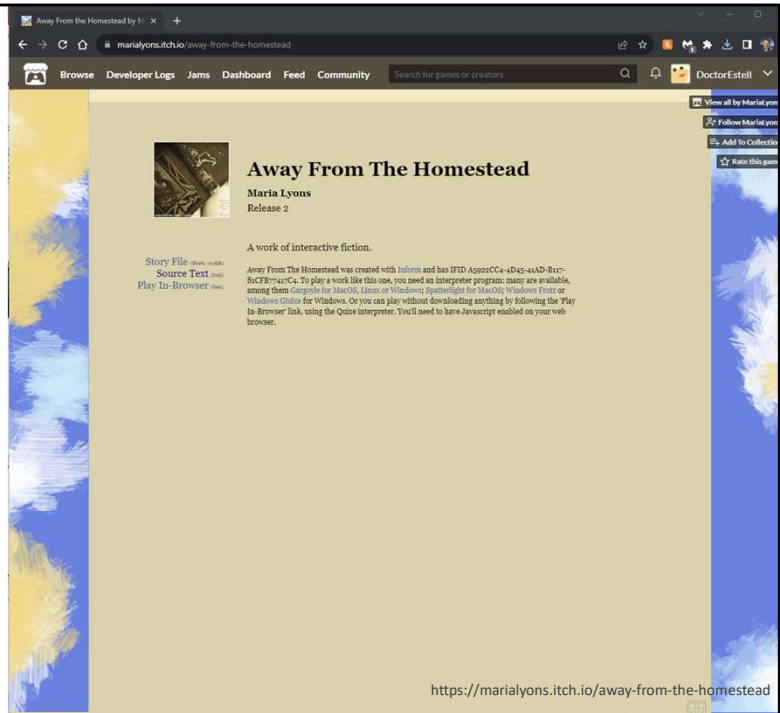 Away From the Homestead by M
marialyons.itch.io/away-from-the-homestead
Browse Developer Logs Jams Dashboard Feed Community Search for games or creators DoctorEstell
View all by MariaLyon
Follow MariaLyon
Add To Collectio
Rate this gam
Away From The Homestead
Maria Lyons
Release 2
A work of interactive fiction.
Story File
Source Text (link)
Play In-Browser (link)
Away From The Homestead was created with Inform and has IFID A5922CC4-4D45-41AD-B117-
81CFB77417C4. To play a work like this one, you need an interpreter program: many are available,
among them Gargoyle for MacOS, Linux or Windows; Spatterlight for MacOS; Windows Frotz or
Windows Glulxe for Windows. Or you can play without downloading anything by following the 'Play
In-Browser' link, using the Quixe interpreter. You'll need to have Javascript enabled on your web
browser.
https://marialyons.itch.io/away-from-the-homestead